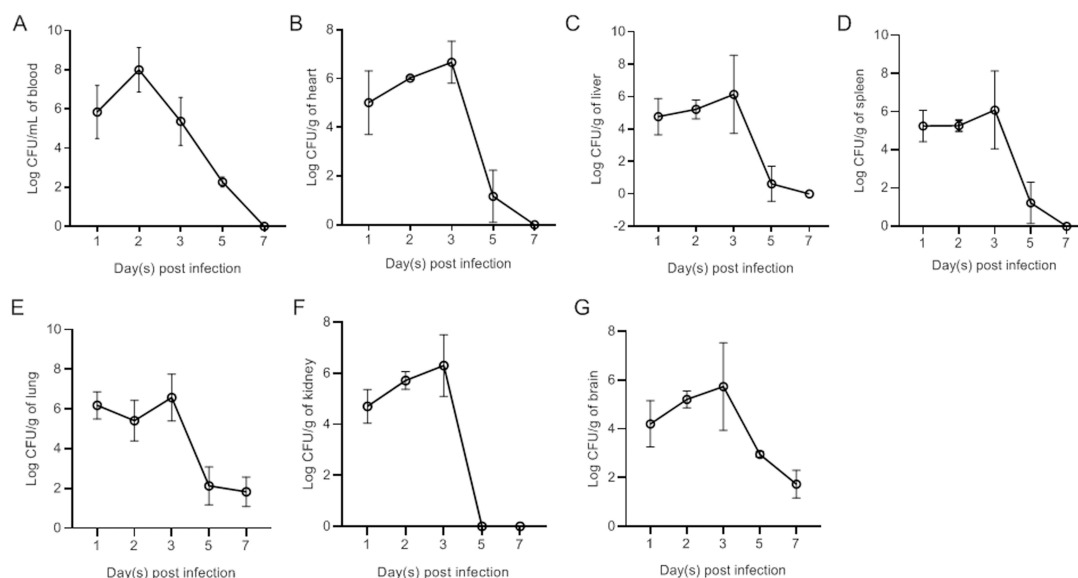 A
Log CFU/mL of blood
10
8
6
4
2
0
1 2 3 5 7
Day(s) post infection
B
Log CFU/g of heart
8
6
4
2
0
1 2 3 5 7
Day(s) post infection
C
Log CFU/g of liver
10
8
6
4
2
0
-2
1 2 3 5 7
Day(s) post infection
D
Log CFU/g of spleen
10
8
6
4
2
0
1 2 3 5 7
Day(s) post infection
E
Log CFU/g of lung
10
8
6
4
2
0
1 2 3 5 7
Day(s) post infection
F
Log CFU/g of kidney
8
6
4
2
0
1 2 3 5 7
Day(s) post infection
G
Log CFU/g of brain
8
6
4
2
0
1 2 3 5 7
Day(s) post infection